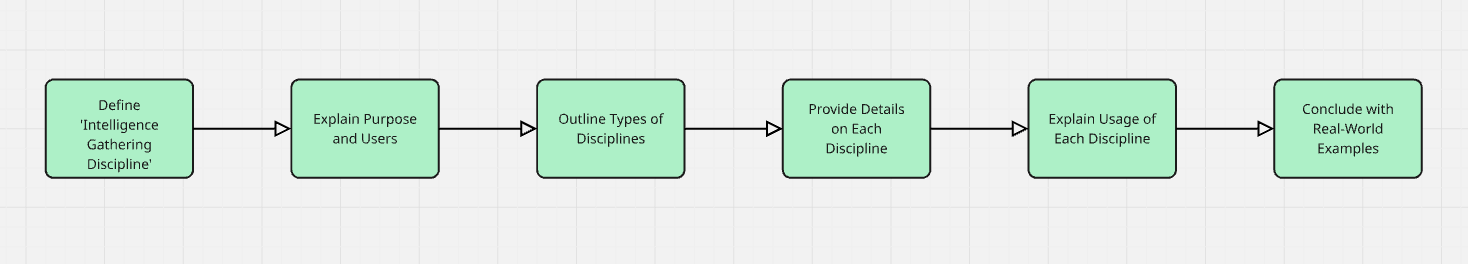 Define
'Intelligence
Gathering
Discipline'
Explain Purpose
and Users
Outline Types of
Disciplines
Provide Details
on Each
Discipline
Explain Usage of
Each Discipline
Conclude with
Real-World
Examples